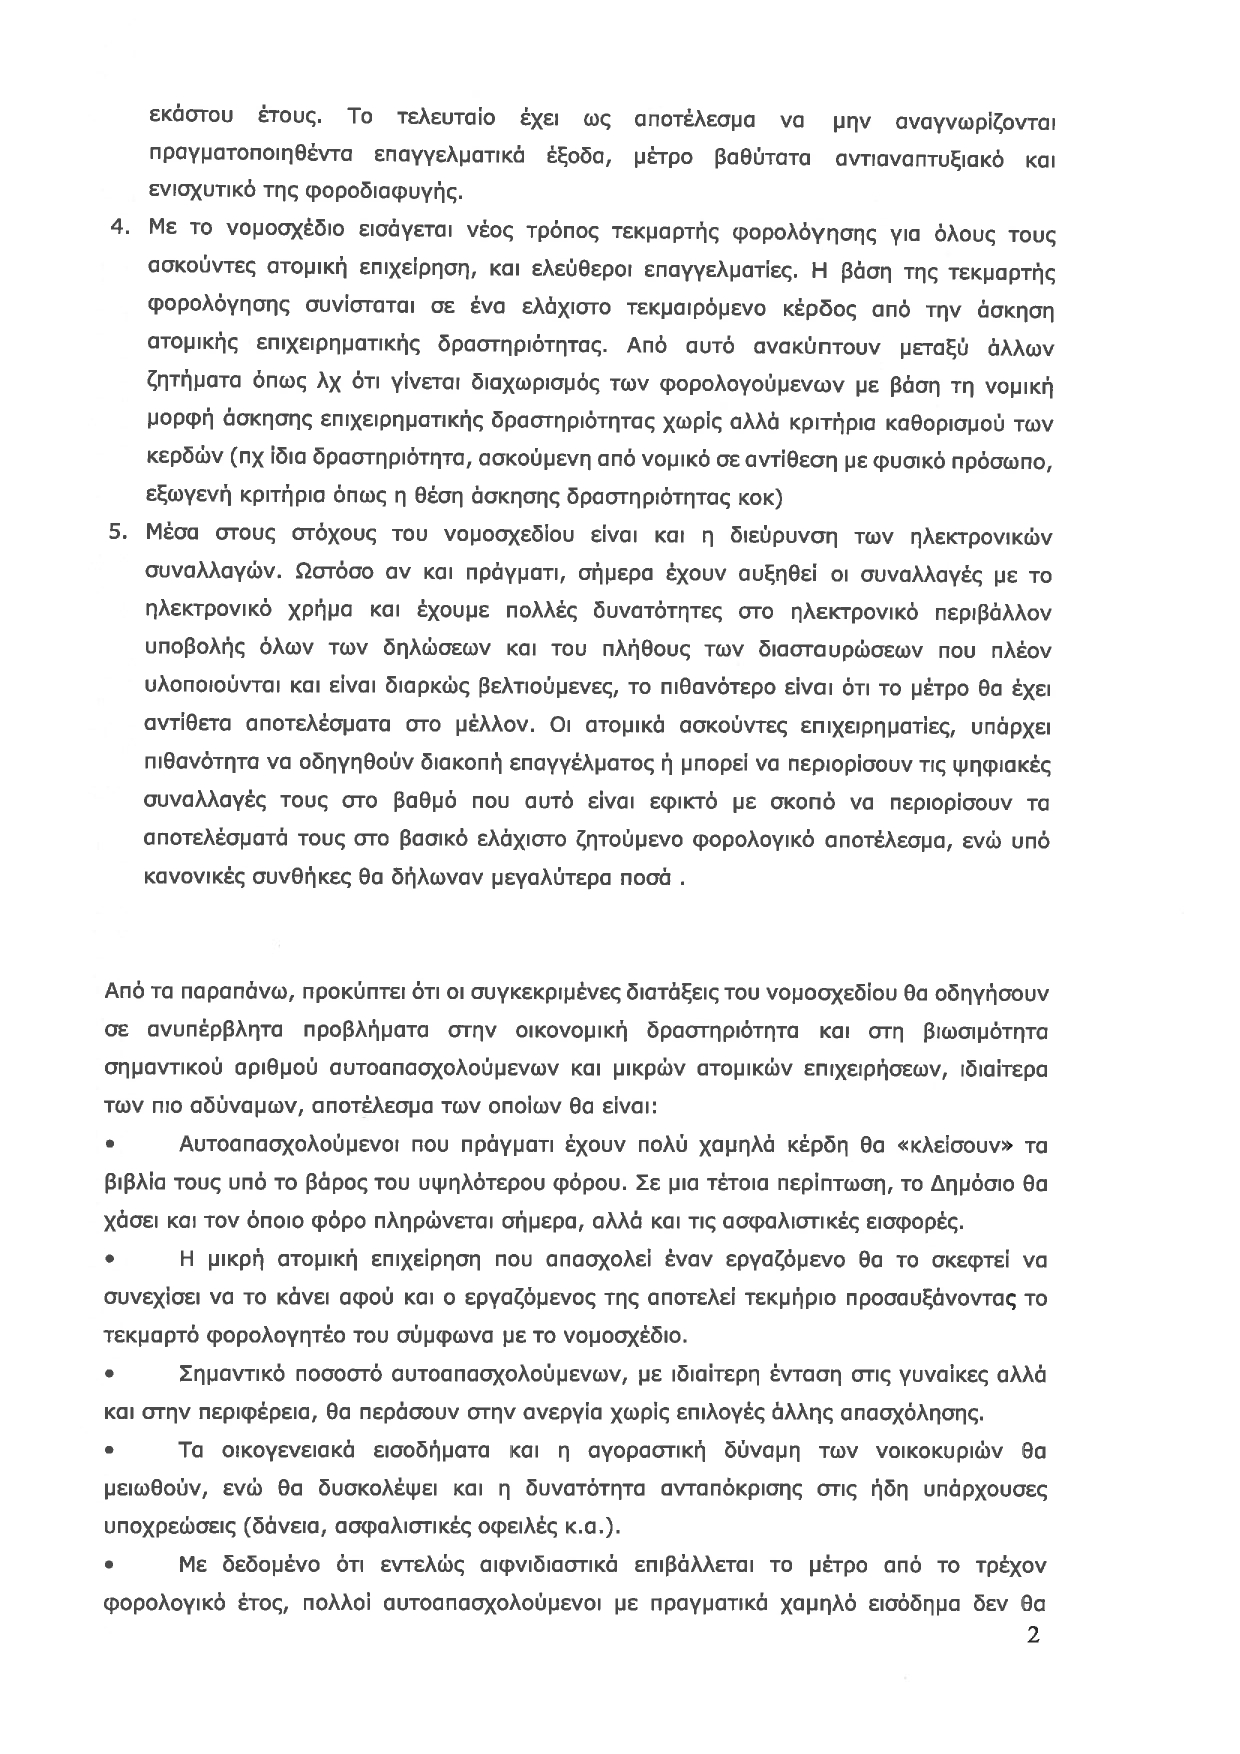 εκάστου έτους. Το τελευταίο έχει ως αποτέλεσμα να μην αναγνωρίζονται
πραγματοποιηθέντα επαγγελματικά έξοδα, μέτρο βαθύτατα αντιαναπτυξιακό και
ενισχυτικό της φοροδιαφυγής.
4. Με το νομοσχέδιο εισάγεται νέος τρόπος τεκμαρτής φορολόγησης για όλους τους
ασκούντες ατομική επιχείρηση, και ελεύθεροι επαγγελματίες. Η βάση της τεκμαρτής
φορολόγησης συνίσταται σε ένα ελάχιστο τεκμαιρόμενο κέρδος από την άσκηση
ατομικής επιχειρηματικής δραστηριότητας. Από αυτό ανακύπτουν μεταξύ άλλων
ζητήματα όπως λχ ότι γίνεται διαχωρισμός των φορολογούμενων με βάση τη νομική
μορφή άσκησης επιχειρηματικής δραστηριότητας χωρίς αλλά κριτήρια καθορισμού των
κερδών (πχ ίδια δραστηριότητα, ασκούμενη από νομικό σε αντίθεση με φυσικό πρόσωπο,
εξωγενή κριτήρια όπως η θέση άσκησης δραστηριότητας κοκ)
5. Μέσα στους στόχους του νομοσχεδίου είναι και η διεύρυνση των ηλεκτρονικών
συναλλαγών. Ωστόσο αν και πράγματι, σήμερα έχουν αυξηθεί οι συναλλαγές με το
ηλεκτρονικό χρήμα και έχουμε πολλές δυνατότητες στο ηλεκτρονικό περιβάλλον
υποβολής όλων των δηλώσεων και του πλήθους των διασταυρώσεων που πλέον
υλοποιούνται και είναι διαρκώς βελτιούμενες, το πιθανότερο είναι ότι το μέτρο θα έχει
αντίθετα αποτελέσματα στο μέλλον. Οι ατομικά ασκούντες επιχειρηματίες, υπάρχει
πιθανότητα να οδηγηθούν διακοπή επαγγέλματος ή μπορεί να περιορίσουν τις ψηφιακές
συναλλαγές τους στο βαθμό που αυτό είναι εφικτό με σκοπό να περιορίσουν τα
αποτελέσματά τους στο βασικό ελάχιστο ζητούμενο φορολογικό αποτέλεσμα, ενώ υπό
κανονικές συνθήκες θα δήλωναν μεγαλύτερα ποσά .
Από τα παραπάνω, προκύπτει ότι οι συγκεκριμένες διατάξεις του νομοσχεδίου θα οδηγήσουν
σε ανυπέρβλητα προβλήματα στην οικονομική δραστηριότητα και στη βιωσιμότητα
σημαντικού αριθμού αυτοαπασχολούμενων και μικρών ατομικών επιχειρήσεων, ιδιαίτερα
των πιο αδύναμων, αποτέλεσμα των οποίων θα είναι:
• Αυτοαπασχολούμενοι που πράγματι έχουν πολύ χαμηλά κέρδη θα «κλείσουν» τα
βιβλία τους υπό το βάρος του υψηλότερου φόρου. Σε μια τέτοια περίπτωση, το Δημόσιο θα
χάσει και τον όποιο φόρο πληρώνεται σήμερα, αλλά και τις ασφαλιστικές εισφορές.
• Η μικρή ατομική επιχείρηση που απασχολεί έναν εργαζόμενο θα το σκεφτεί να
συνεχίσει να το κάνει αφού και ο εργαζόμενος της αποτελεί τεκμήριο προσαυξάνοντας το
τεκμαρτό φορολογητέο του σύμφωνα με το νομοσχέδιο.
• Σημαντικό ποσοστό αυτοαπασχολούμενων, με ιδιαίτερη ένταση στις γυναίκες αλλά
και στην περιφέρεια, θα περάσουν στην ανεργία χωρίς επιλογές άλλης απασχόλησης.
• Τα οικογενειακά εισοδήματα και η αγοραστική δύναμη των νοικοκυριών θα
μειωθούν, ενώ θα δυσκολέψει και η δυνατότητα ανταπόκρισης στις ήδη υπάρχουσες
υποχρεώσεις (δάνεια, ασφαλιστικές οφειλές κ.α.).
• Με δεδομένο ότι εντελώς αιφνιδιαστικά επιβάλλεται το μέτρο από το τρέχον
φορολογικό έτος, πολλοί αυτοαπασχολούμενοι με πραγματικά χαμηλό εισόδημα δεν θα
2